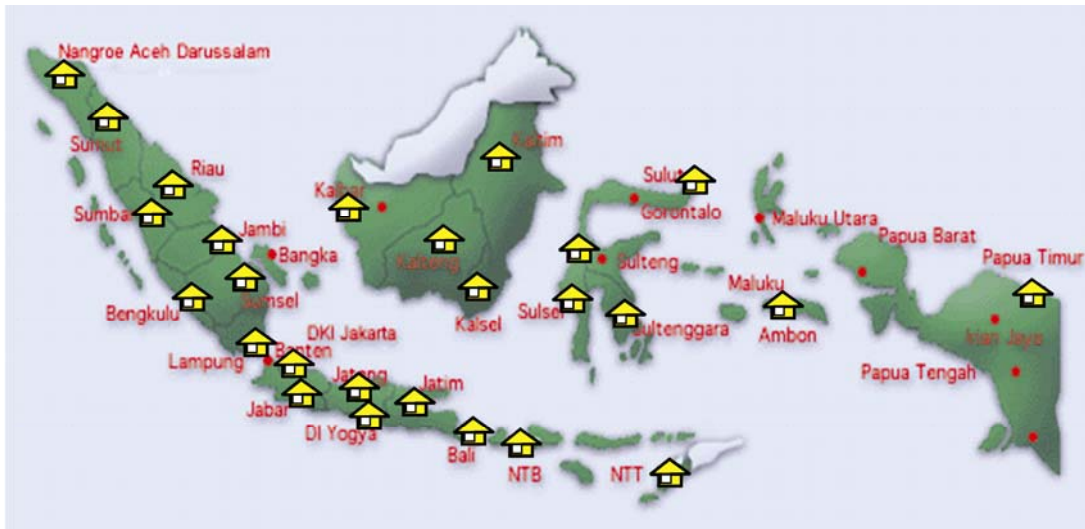 Nangroe Aceh Darussalam
Sumut
Riau
Sumbar
Jambi
Bangka
Sumsel
Bengkulu
Lampung
Banten
DKI Jakarta
Jabar
Jateng
DI Yogya
Jatim
Bali
NTB
NTT
Kalbar
Kaltim
Kalteng
Kalsel
Sulut
Gorontalo
Sulteng
Sulsel
Sultenggara
Maluku Utara
Maluku
Ambon
Papua Barat
Papua Timur
Irian Jaya
Papua Tengah